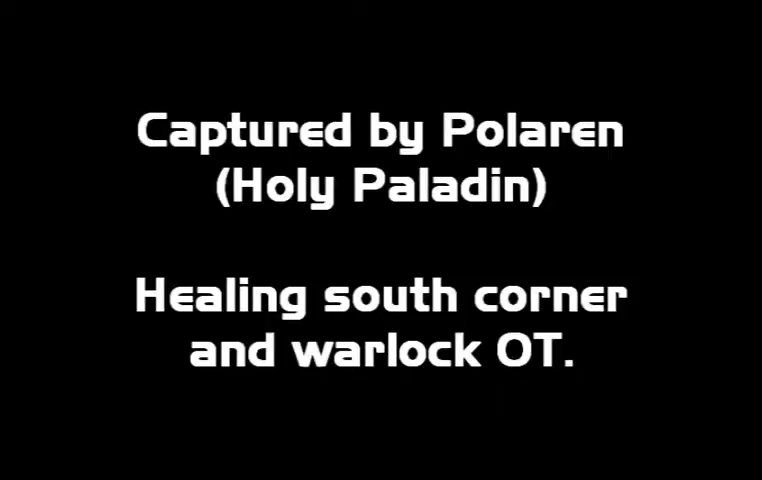 Captured by Polaren
(Holy Paladin)
Healing south corner
and warlock OT.